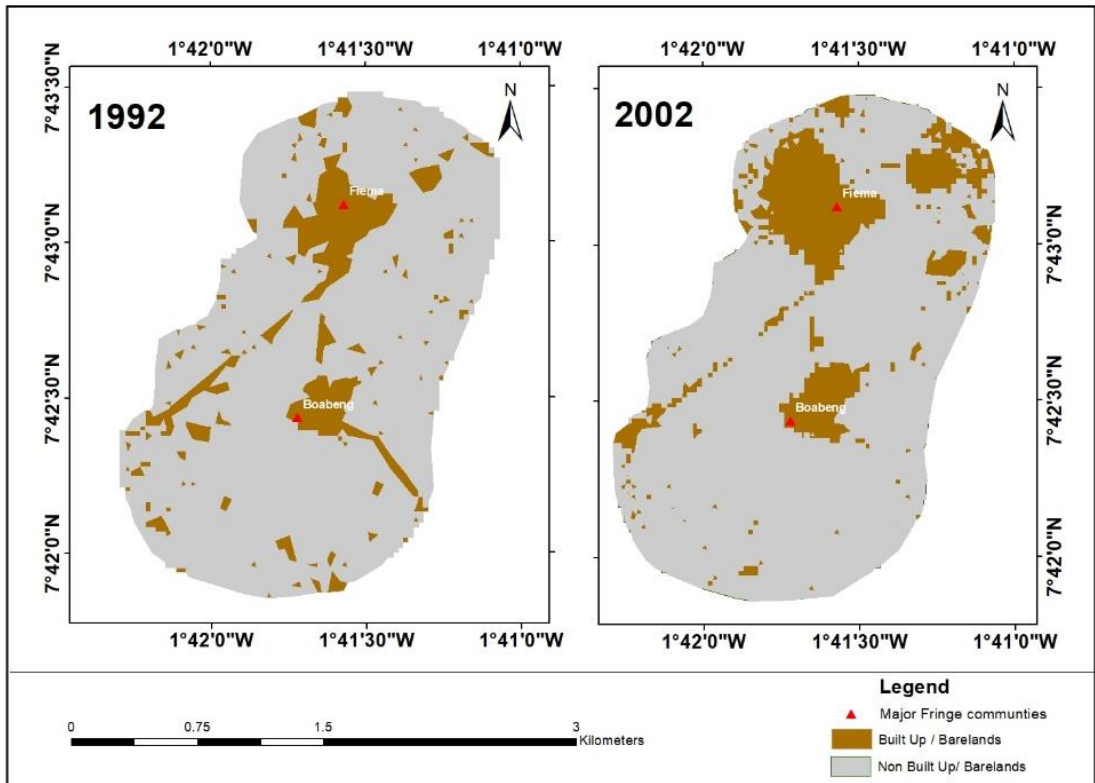 1°42'0"W 1°41'30"W 1°41'0"W 1°42'0"W 1°41'30"W 1°41'0"W
7°43'30"N
7°43'0"N
7°42'30"N
7°42'0"N
1992
N
Fiema
Boabeng
2002
N
Fiema
Boabeng
7°43'30"N
7°43'0"N
7°42'30"N
7°42'0"N
1°42'0"W 1°41'30"W 1°41'0"W 1°42'0"W 1°41'30"W 1°41'0"W
0 0.75 1.5 3
Kilometers
Legend
Major Fringe communties
Built Up / Barelands
Non Built Up/ Barelands